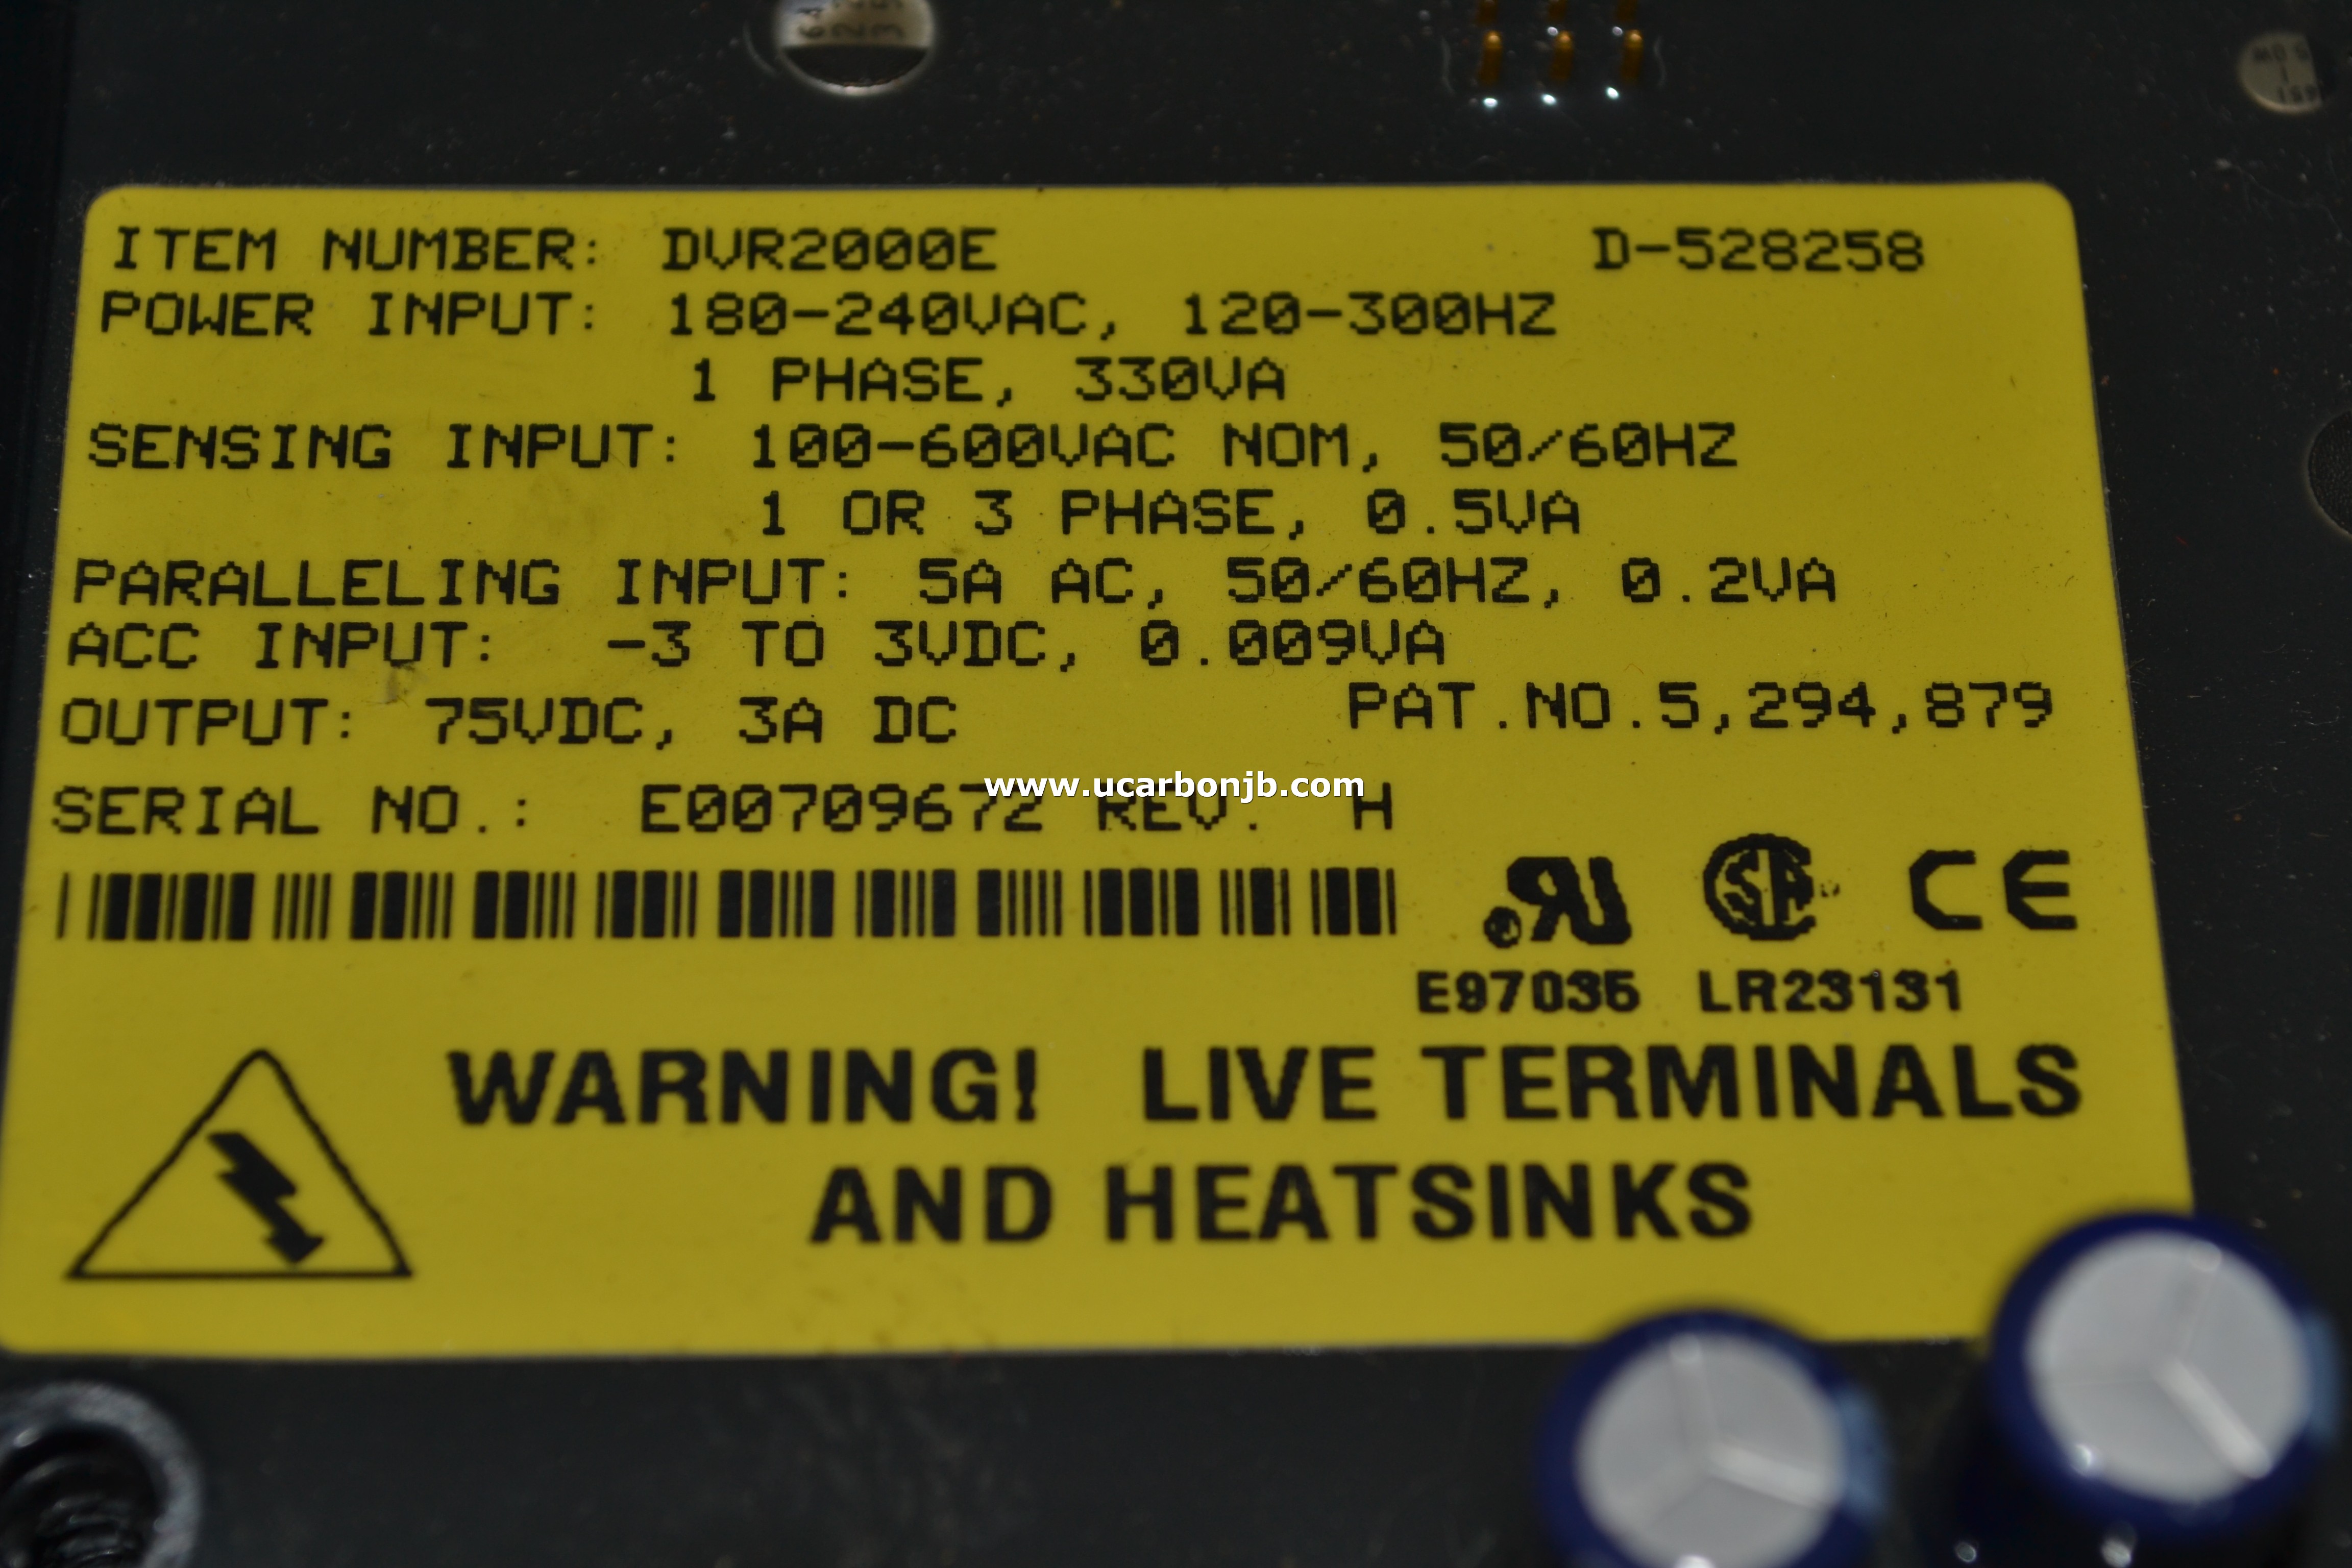 ITEM NUMBER: DVR2000E D-528258
POWER INPUT: 180-240VAC, 120-300HZ
1 PHASE, 330VA
SENSING INPUT: 100-600VAC NOM, 50/60HZ
1 OR 3 PHASE, 0.5VA
PARALLELING INPUT: 5A AC, 50/60HZ, 0.2VA
ACC INPUT: -3 TO 3VDC, 0.009VA
OUTPUT: 75VDC, 3A DC PAT.NO.5,294,879
www.ucarbonjb.com
SERIAL NO.: E00709672 REV. H
CE
E97035 LR23131
WARNING! LIVE TERMINALS
AND HEATSINKS